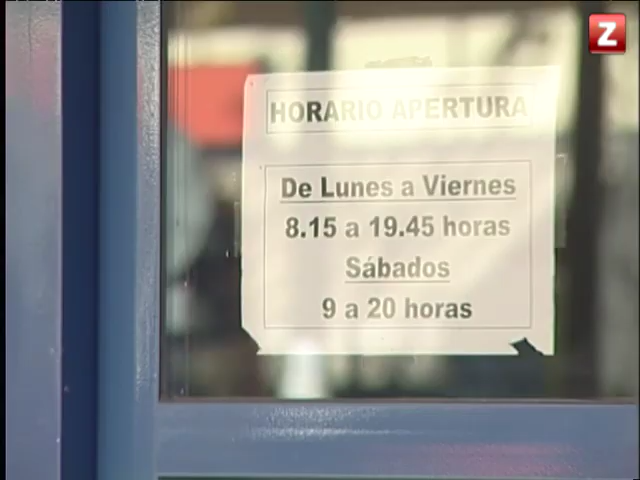 Z
HORARIO APERTURA
De Lunes a Viernes
8.15 a 19.45 horas
Sábados
9 a 20 horas